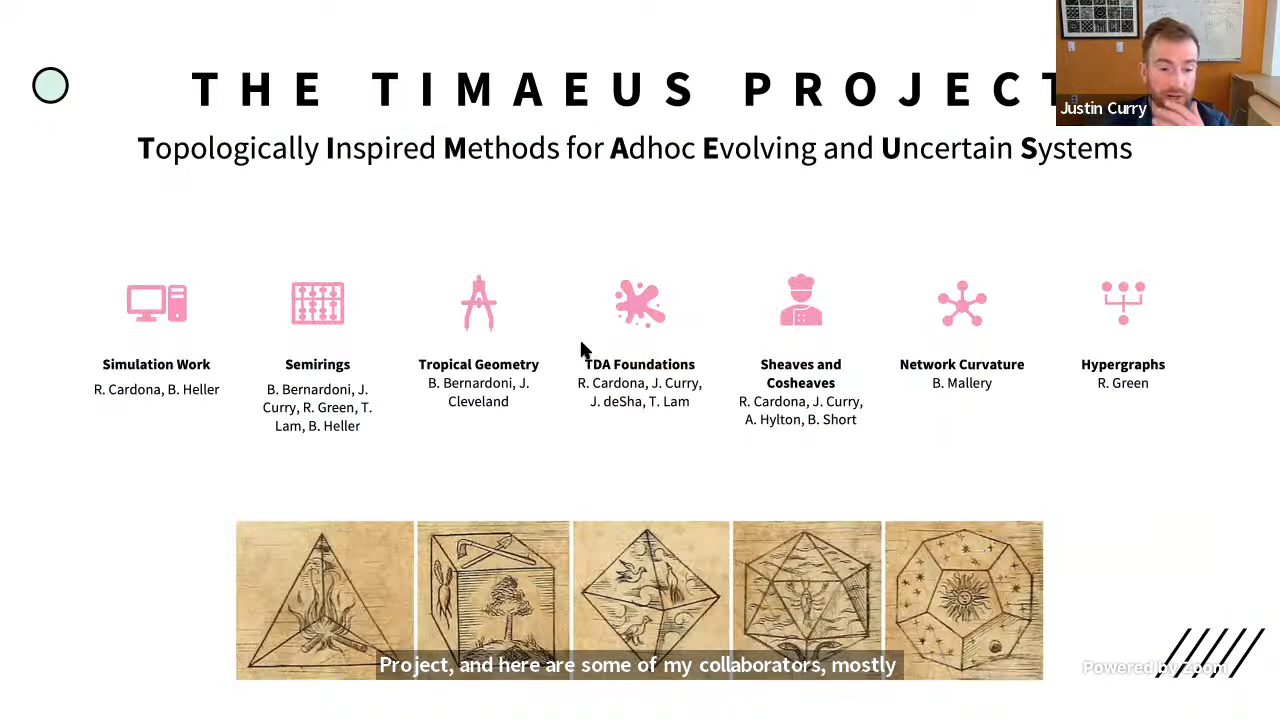 THE TIMAEUS PROJECT
Justin Curry
Topologically Inspired Methods for Adhoc Evolving and Uncertain Systems
Simulation Work
R. Cardona, B. Heller
Semirings
B. Bernardoni, J.
Curry, R. Green, T.
Lam, B. Heller
Tropical Geometry
B. Bernardoni, J.
Cleveland
TDA Foundations
R. Cardona, J. Curry,
J. deSha, T. Lam
Sheaves and
Cosheaves
R. Cardona, J. Curry,
A. Hylton, B. Short
Network Curvature
B. Mallery
Hypergraphs
R. Green
Project, and here are some of my collaborators, mostly
Powered by Zoom